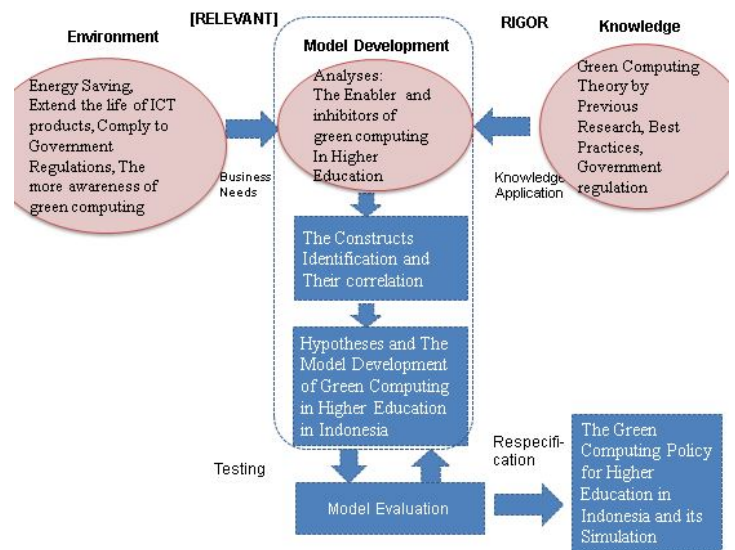 [RELEVANT]
RIGOR
Environment
Model Development
Knowledge
Energy Saving,
Extend the life of ICT
products, Comply to
Government
Regulations, The
more awareness of
green computing
Business
Needs
Analyses:
The Enabler and
inhibitors of
green computing
In Higher
Education
Green Computing
Theory by
Previous
Research, Best
Practices,
Government
regulation
Knowledge
Application
The Constructs
Identification and
Their correlation
Hypotheses and The
Model Development
of Green Computing
in Higher Education
in Indonesia
Testing
Respecifi-
cation
Model Evaluation
The Green
Computing Policy
for Higher
Education in
Indonesia and its
Simulation